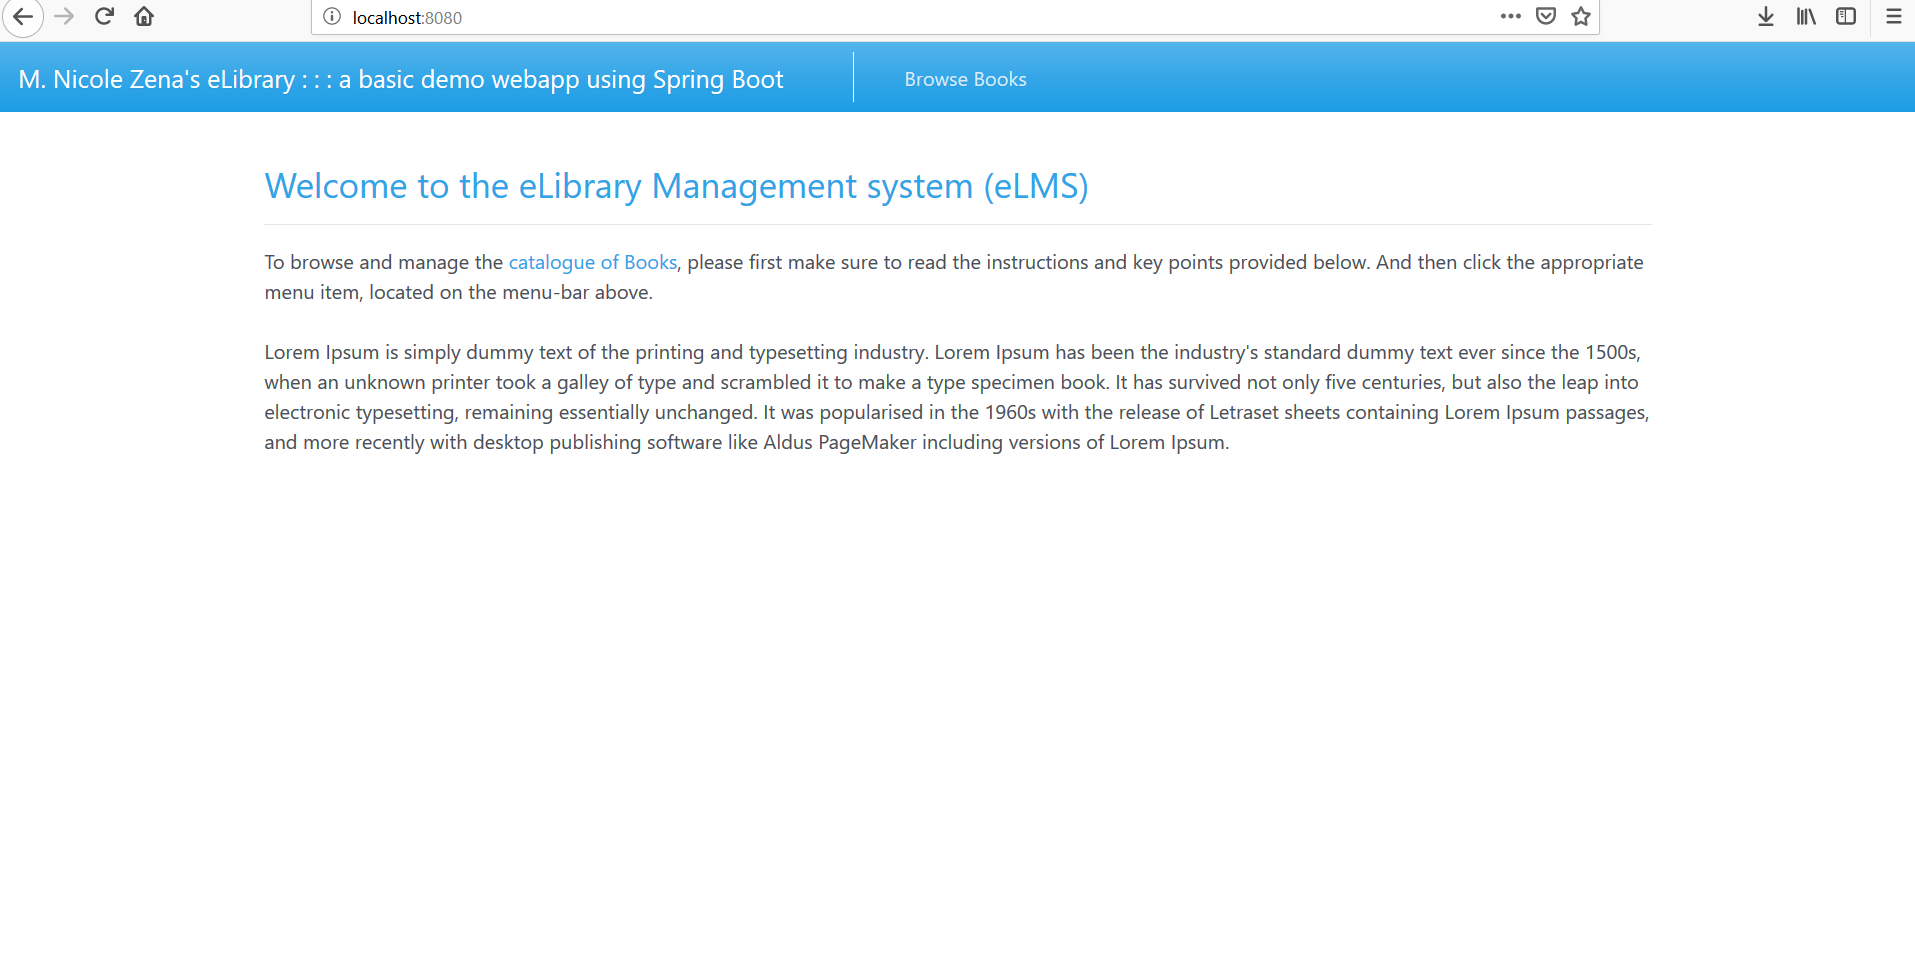 localhost:8080
M. Nicole Zena's eLibrary : : : a basic demo webapp using Spring Boot
Browse Books
Welcome to the eLibrary Management system (eLMS)
To browse and manage the catalogue of Books, please first make sure to read the instructions and key points provided below. And then click the appropriate
menu item, located on the menu-bar above.
Lorem Ipsum is simply dummy text of the printing and typesetting industry. Lorem Ipsum has been the industry's standard dummy text ever since the 1500s,
when an unknown printer took a galley of type and scrambled it to make a type specimen book. It has survived not only five centuries, but also the leap into
electronic typesetting, remaining essentially unchanged. It was popularised in the 1960s with the release of Letraset sheets containing Lorem Ipsum passages,
and more recently with desktop publishing software like Aldus PageMaker including versions of Lorem Ipsum.